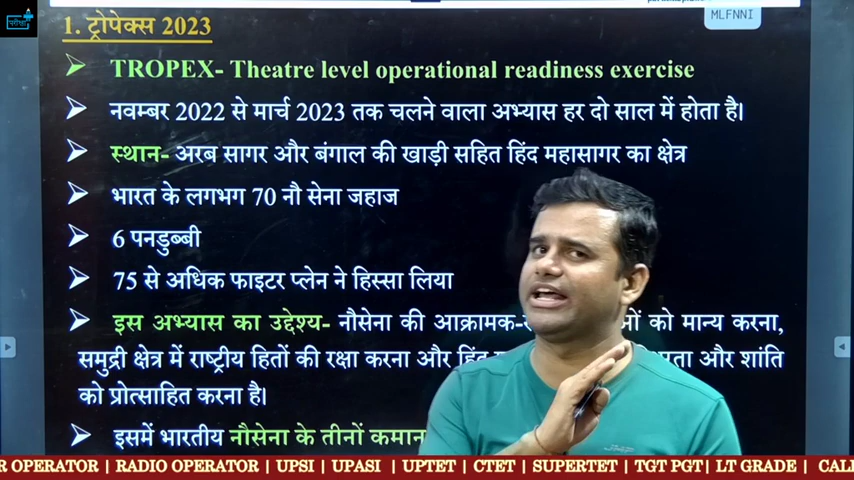 परीक्षा
MLFNNI
1. ट्रोपेक्स 2023
TROPEX- Theatre level operational readiness exercise
नवम्बर 2022 से मार्च 2023 तक चलने वाला अभ्यास हर दो साल में होता है।
स्थान- अरब सागर और बंगाल की खाड़ी सहित हिंद महासागर का क्षेत्र
भारत के लगभग 70 नौ सेना जहाज
6 पनडुब्बी
75 से अधिक फाइटर प्लेन ने हिस्सा लिया
इस अभ्यास का उद्देश्य- नौसेना की आक्रामक- को मान्य करना,
समुद्री क्षेत्र में राष्ट्रीय हितों की रक्षा करना और हिंद और शांति
को प्रोत्साहित करना है।
इसमें भारतीय नौसेना के तीनों
OPERATOR | RADIO OPERATOR | UPSI | UPASI | UPTET | CTET | SUPERTET | TGT PGT| LT GRADE |